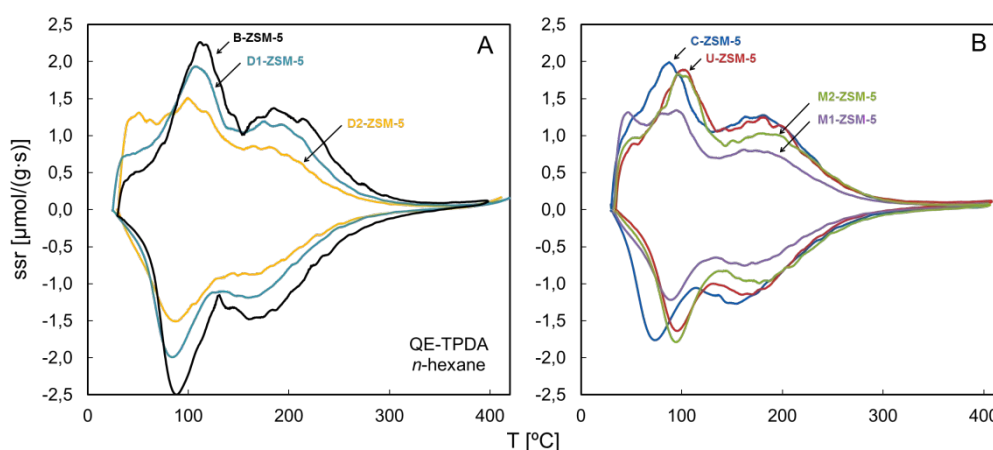 A
B-ZSM-5
D1-ZSM-5
D2-ZSM-5
QE-TPDA
n-hexane
2,5
2,0
1,5
1,0
0,5
0,0
-0,5
-1,0
-1,5
-2,0
-2,5
0
100
200
300
400
ssr [µmol/(g·s)]
B
C-ZSM-5
U-ZSM-5
M2-ZSM-5
M1-ZSM-5
2,5
2,0
1,5
1,0
0,5
0,0
-0,5
-1,0
-1,5
-2,0
-2,5
0
100
200
300
400
T [ºC]